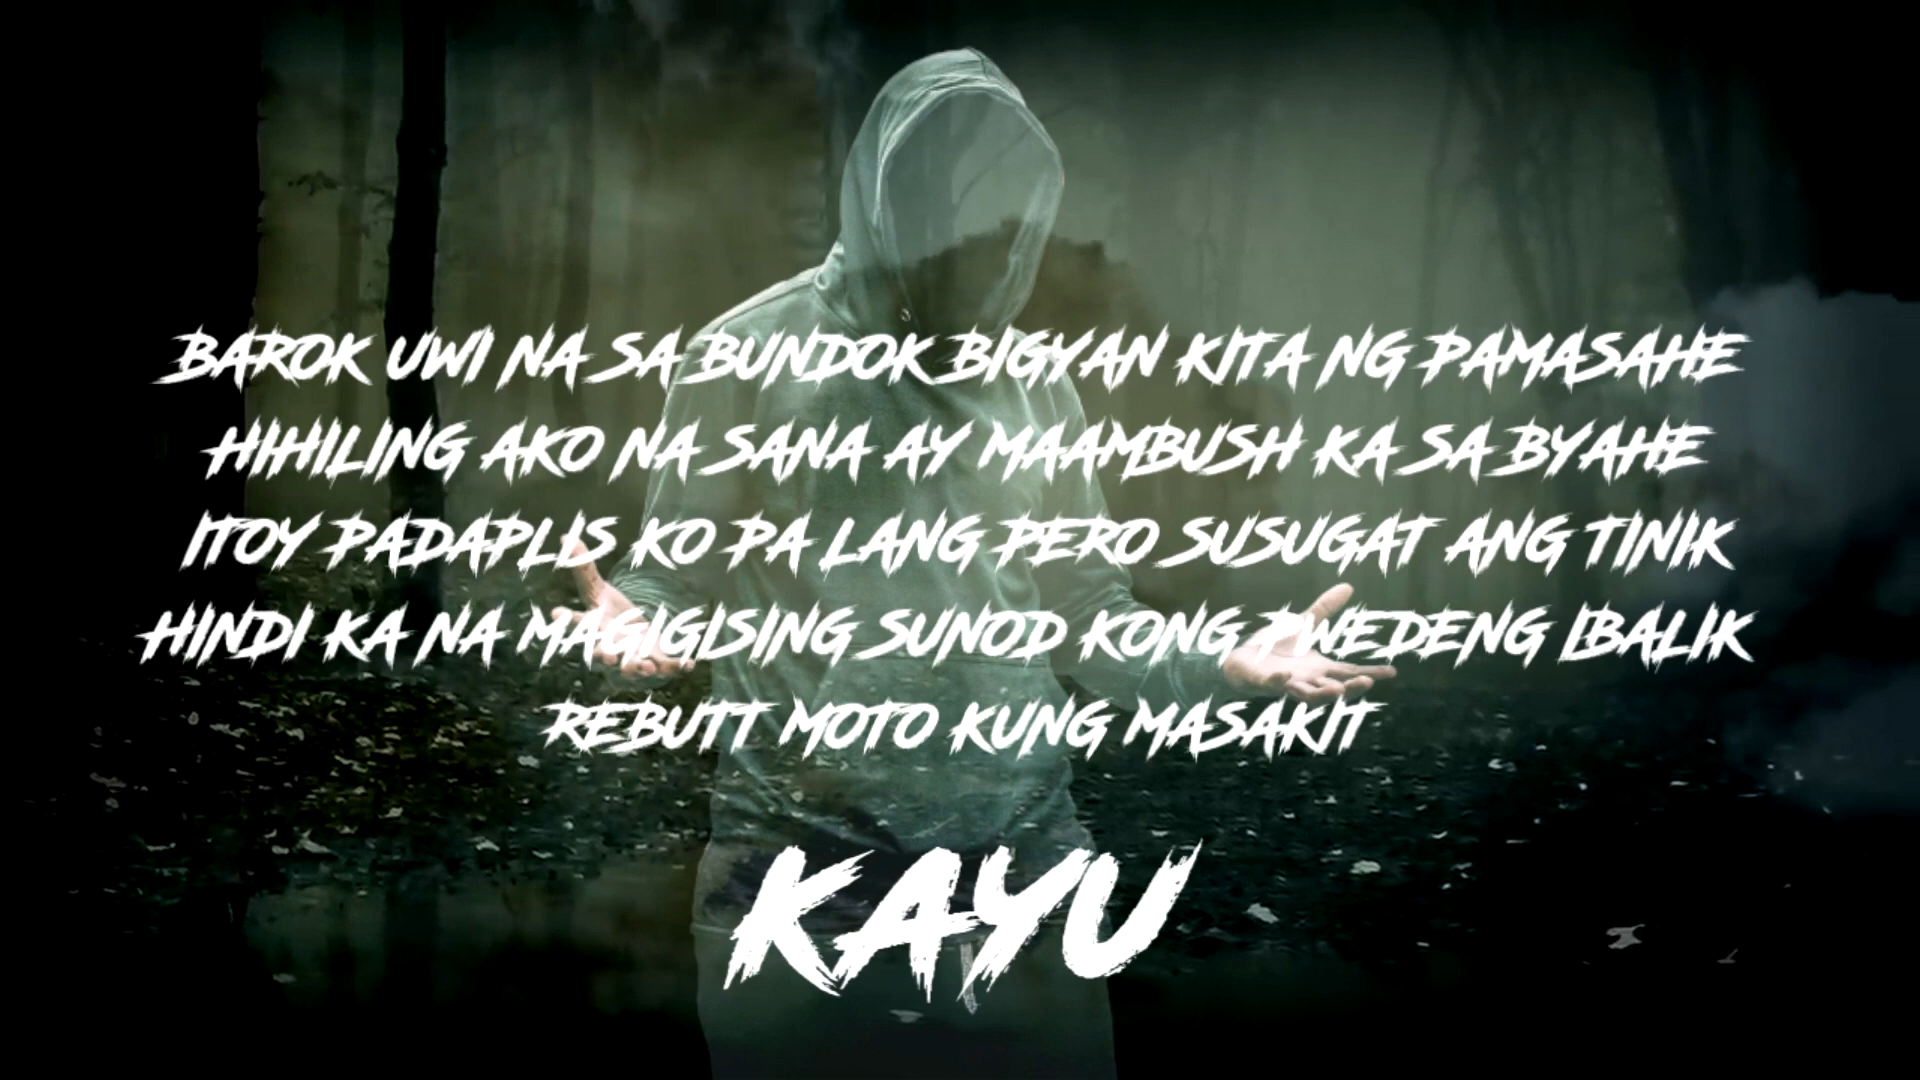 BAROK UWI NA SA BUNDOK BIGYAN KITA NG PAMASAHE
HIHILING AKO NA SANA AY MAAMBUSH KA SA BYAHE
ITOY PADAPLIS KO PA LANG PERO SUSUGAT ANG TINIK
HINDI KA NA MAGIGISING SUNOD KONG PWEDENG IBALIK
REBUTT MOTO KUNG MASAKIT
KAYU